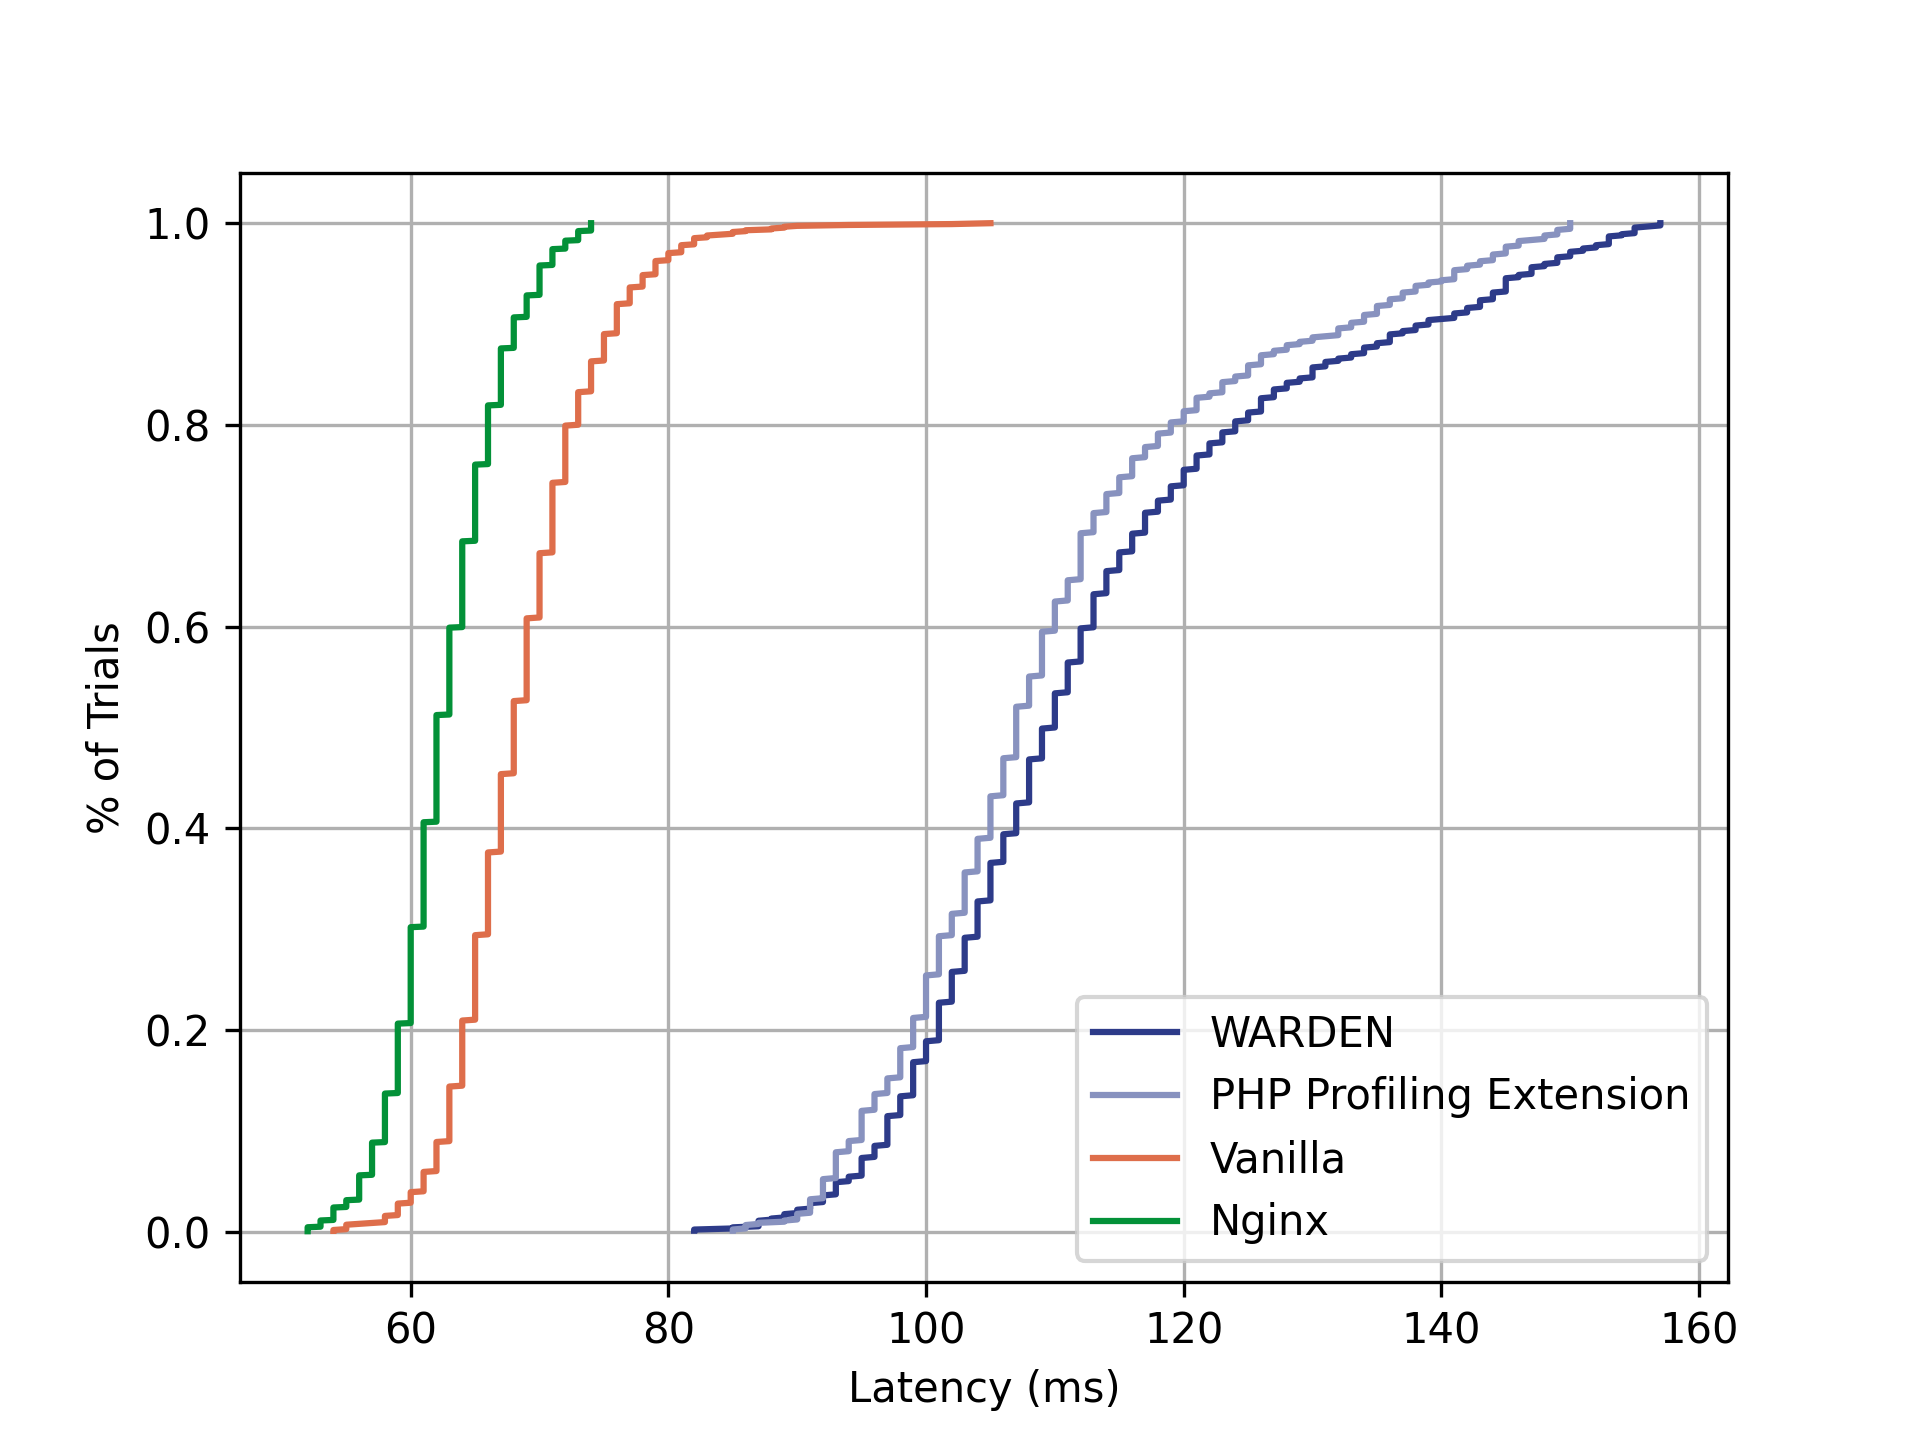 1.0
0.8
0.6
0.4
0.2
0.0
% of Trials
60 80 100 120 140 160
Latency (ms)
WARDEN
PHP Profiling Extension
Vanilla
Nginx